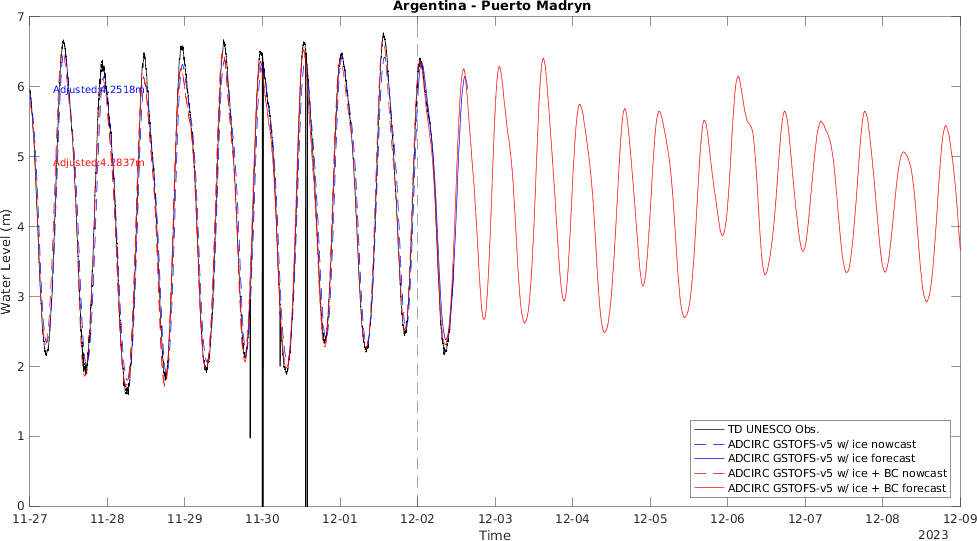 Argentina - Puerto Madryn
7
6
5
4
3
2
1
0
Water Level (m)
Adjusted:4.2518m
Adjusted:4.2837m
TD UNESCO Obs.
ADCIRC GSTOFS-v5 w/ ice nowcast
ADCIRC GSTOFS-v5 w/ ice forecast
ADCIRC GSTOFS-v5 w/ ice + BC nowcast
ADCIRC GSTOFS-v5 w/ ice + BC forecast
11-27 11-28 11-29 11-30 12-01 12-02 12-03 12-04 12-05 12-06 12-07 12-08 12-09
Time
2023